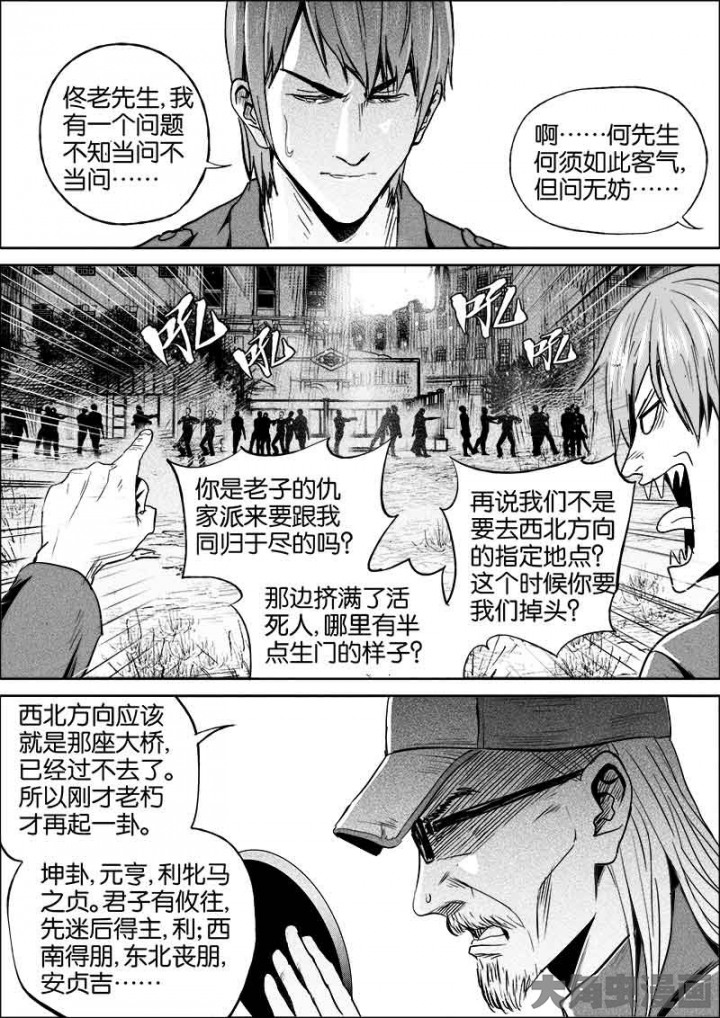 佟老先生,我
有一个问题
不知当问不
当问……
啊……何先生
何须如此客气,
但问无妨……
吼
吼
吼
吼
你是老子的仇
家派来要跟我
同归于尽的吗?
那边挤满了活
死人,哪里有半
点生门的样子?
再说我们不是
要去西北方向
的指定地点?
这个时候你要
我们掉头?
西北方向应该
就是那座大桥,
已经过不去了。
所以刚才老朽
才再起一卦。
坤卦,元亨,利牝马
之贞。君子有攸往,
先迷后得主,利;西
南得朋,东北丧朋,
安贞吉……
大角虫漫画